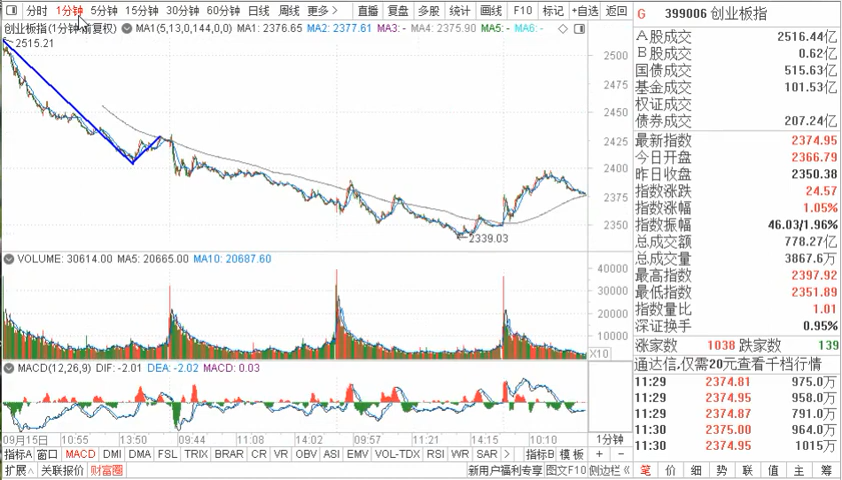 分时 1分钟 5分钟 15分钟 30分钟 60分钟 日线 周线 更多 > 直播 复盘 多股 统计 画线 F10 标记 +自选 返回
创业板指(1分钟 前复权) MA1(5,13,0,144,0,0) MA1: 2376.65 MA2: 2377.61 MA3: - MA4: 2375.90 MA5: - MA6: -
2515.21
2500
2475
2450
2425
2400
2375
2350
2339.03
VOLUME: 30614.00 MA5: 20665.00 MA10: 20687.60
40000
30000
20000
10000
X10
MACD(12,26,9) DIF: -2.01 DEA: -2.02 MACD: 0.03
4.00
0.00
09月15日 10:55 13:50 09:44 11:08 14:02 09:57 11:21 14:15 10:10 1分钟
指标A 窗口 MACD DMI DMA FSL TRIX BRAR CR VR OBV ASI EMV VOL-TDX RSI WR SAR > 指标B 模板 + -
扩展∧ 关联报价 财富圈 新用户福利专享 图文F10 侧边栏《
G 399006 创业板指
A股成交 2516.44亿
B股成交 0.62亿
国债成交 515.63亿
基金成交 101.53亿
权证成交
债券成交 207.24亿
最新指数 2374.95
今日开盘 2366.79
昨日收盘 2350.38
指数涨跌 24.57
指数涨幅 1.05%
指数振幅 46.03/1.96%
总成交额 778.27亿
总成交量 3867.6万
最高指数 2397.92
最低指数 2351.89
指数量比 1.01
深证换手 0.95%
涨家数 1038 跌家数 139
通达信.仅需20元查看千档行情
11:29 2374.81 975.0万
11:29 2374.95 958.0万
11:29 2374.87 791.0万
11:30 2375.00 964.0万
11:30 2374.95 1015万
笔 价 细 势 联 值 主 筹